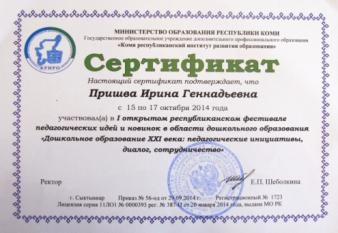 МИНИСТЕРСТВО ОБРАЗОВАНИЯ РЕСПУБЛИКИ КОМИ
Государственное образовательное учреждение дополнительного профессионального образования
«Коми республиканский институт развития образования»
КРИРО
Сертификат
Настоящий сертификат подтверждает, что
Пришва Ирина Геннадьевна
с 15 по 17 октября 2014 года
участвовал(а) в I открытом республиканском фестивале
педагогических идей и новинок в области дошкольного образования
«Дошкольное образование XXI века: педагогические инициативы,
диалог, сотрудничество»
Ректор Е.П. Шеболкина
г. Сыктывкар Приказ № 56-од от 29.09.2014 г. Регистрационный № 1723
Лицензия серия 11ЛО1 № 0000395 рег. № от 20 января 2014 года, выдана МО РК